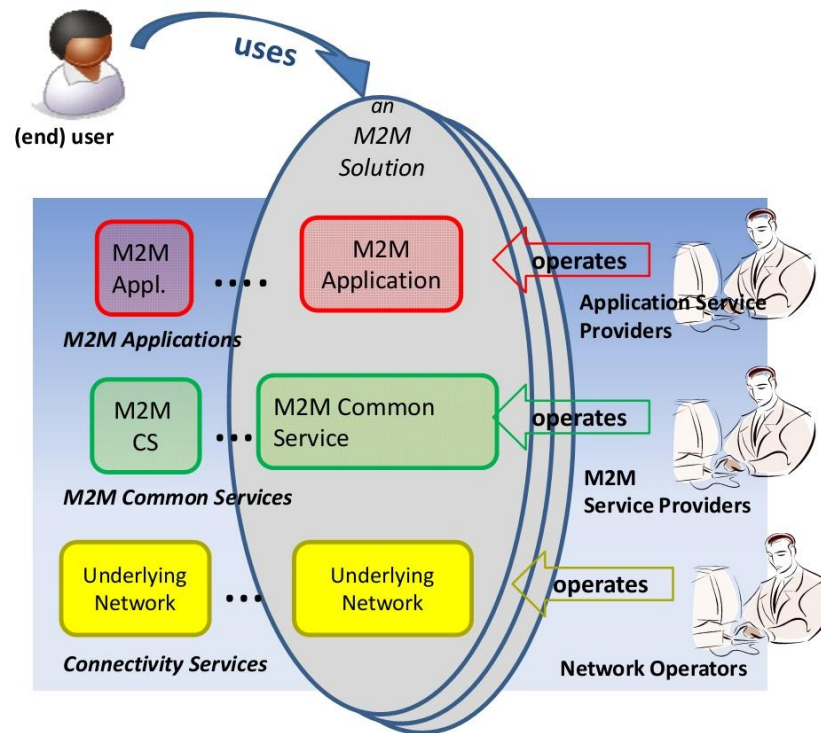 uses
(end) user
an
M2M
Solution
M2M
Appl.
....
M2M
Application
operates
Application Service
Providers
M2M Applications
M2M
CS
...
M2M Common
Service
operates
M2M
Service Providers
M2M Common Services
Underlying
Network
...
Underlying
Network
operates
Network Operators
Connectivity Services